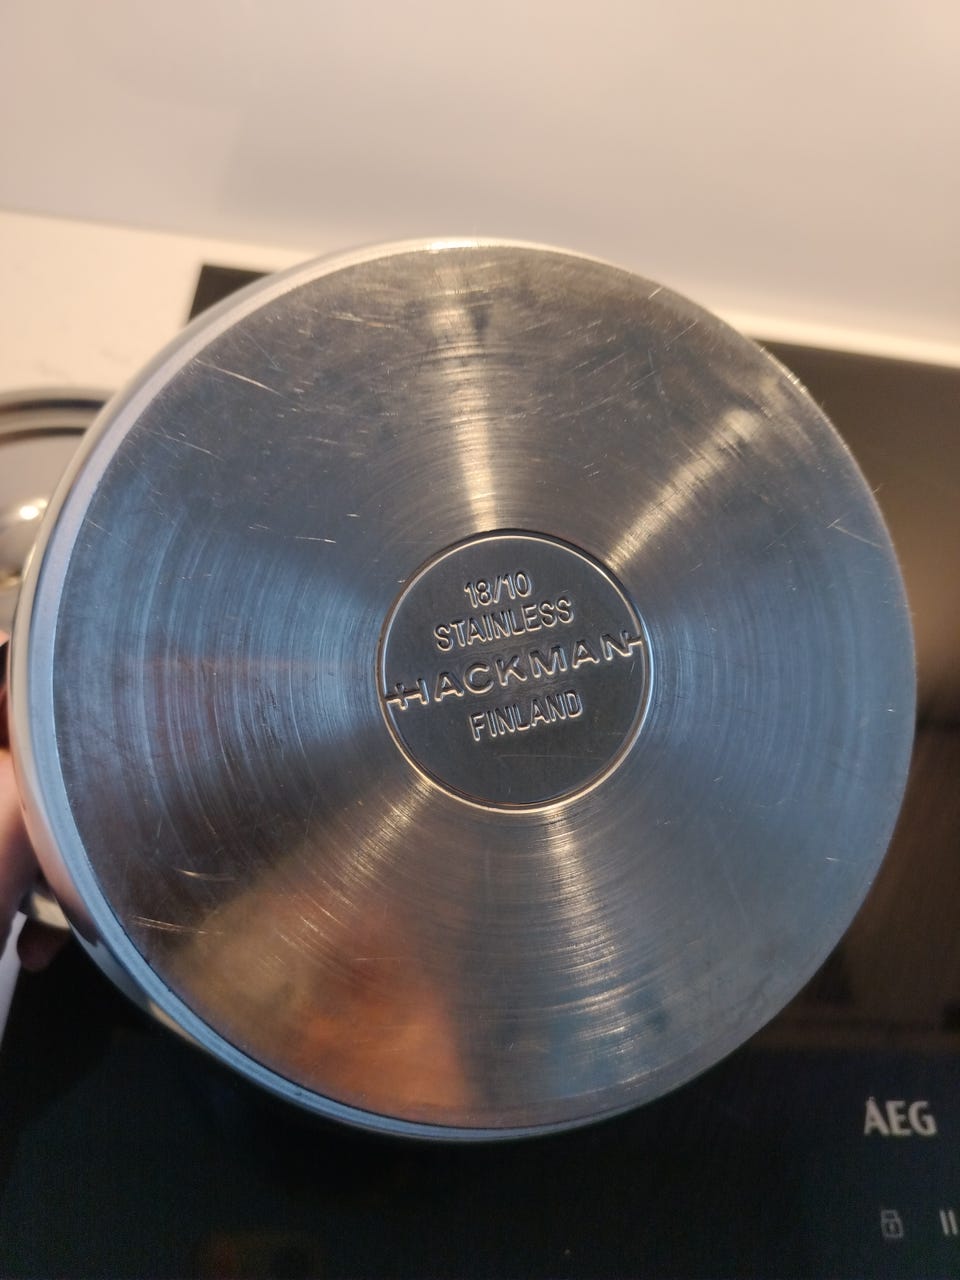 18/10
STAINLESS
HACKMAN
FINLAND
AEG